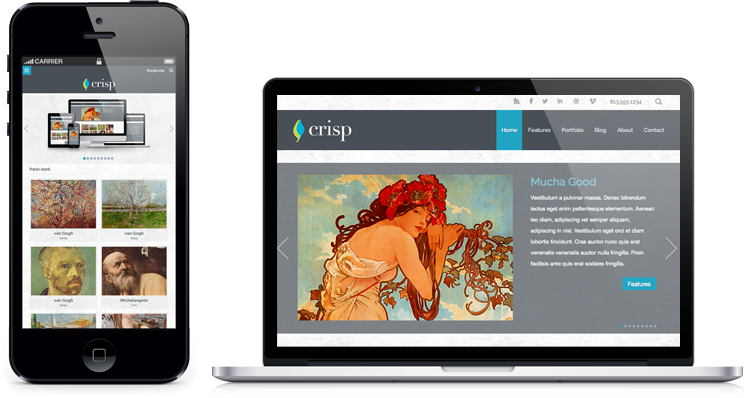 CARRIER
crisp
fresh work
van Gogh
van Gogh
van Gogh
Michelangelo
813.555.1234
crisp
Home
Features
Portfolio
Blog
About
Contact
Mucha Good
Vestibulum a pulvinar massa. Donec bibendum
lectus eget enim pellentesque elementum. Aenean
leo diam, adipiscing vel semper aliquam,
adipiscing in nisl. Vestibulum eget orci et diam
lobortis tincidunt. Cras auctor nunc quis erat
venenatis venenatis auctor nulla fringilla. Proin
facilisis ante quis erat sodales fringilla.
Features